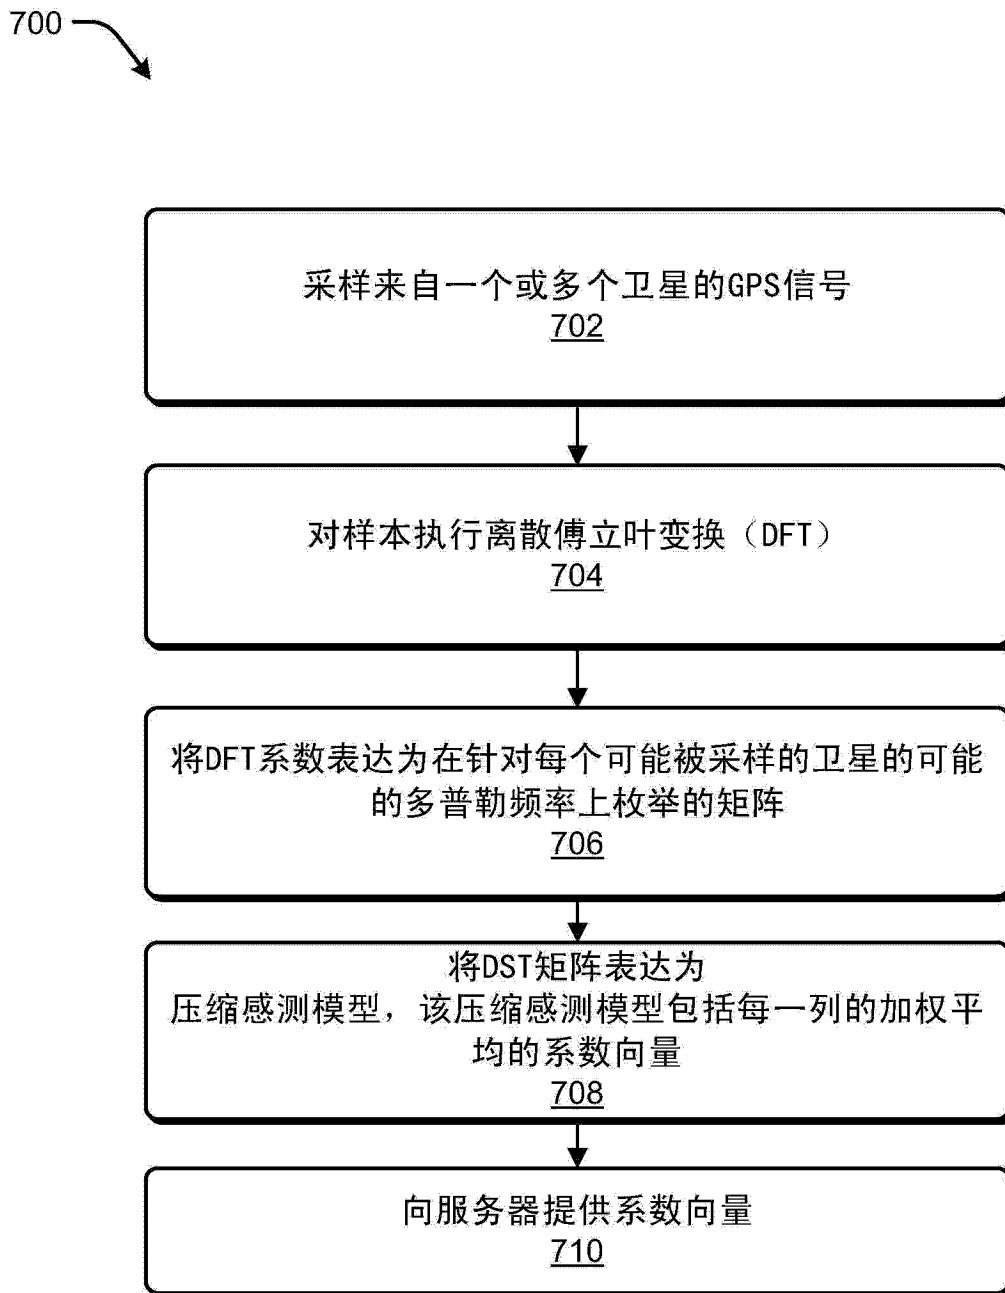 700
采样来自一个或多个卫星的GPS信号
702
对样本执行离散傅立叶变换（DFT）
704
将DFT系数表达为在针对每个可能被采样的卫星的可能
的多普勒频率上枚举的矩阵
706
将DST矩阵表达为
压缩感测模型，该压缩感测模型包括每一列的加权平
均的系数向量
708
向服务器提供系数向量
710